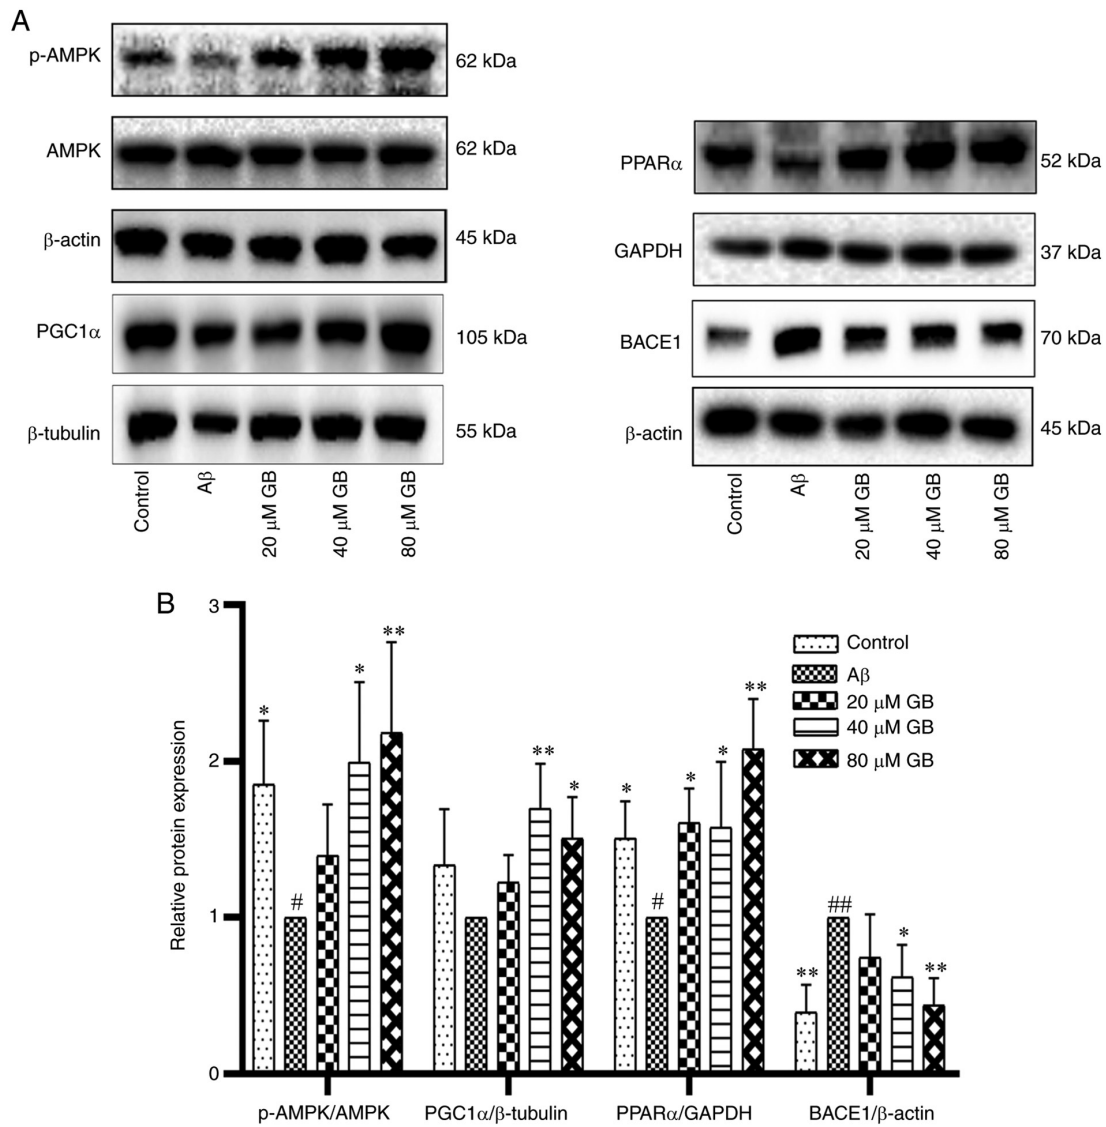 A
p-AMPK
62 kDa
AMPK
62 kDa
β-actin
45 kDa
PGC1α
105 kDa
β-tubulin
55 kDa
Control
Aβ
20 μM GB
40 μM GB
80 μM GB
PPARα
52 kDa
GAPDH
37 kDa
BACE1
70 kDa
β-actin
45 kDa
Control
Aβ
20 μM GB
40 μM GB
80 μM GB
B
Relative protein expression
3
2
1
0
*
#
*
**
**
*
*
#
*
*
**
**
##
*
**
Control
Aβ
20 μM GB
40 μM GB
80 μM GB
p-AMPK/AMPK
PGC1α/β-tubulin
PPARα/GAPDH
BACE1/β-actin